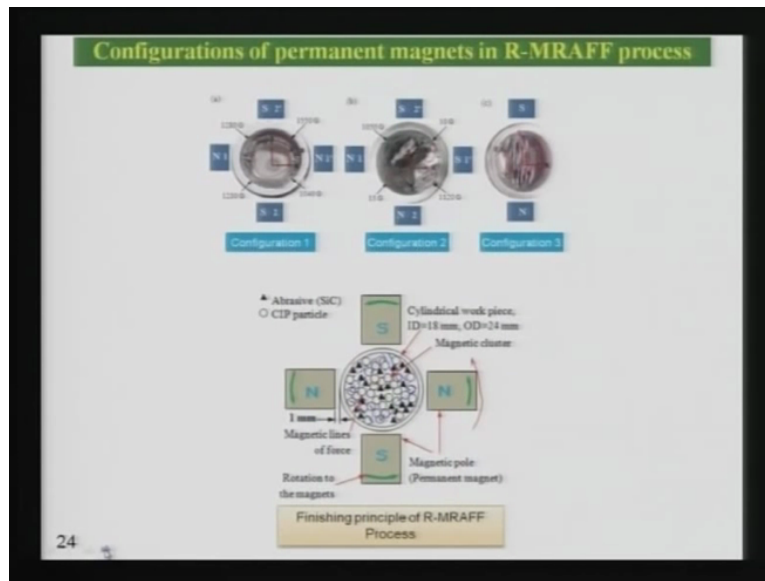 Configurations of permanent magnets in R-MRAFF process
(a)
(b)
(c)
S 2'
S 2'
S
N 1
N 1'
N 1
S 1'
S 2
N 2
N
Configuration 1
Configuration 2
Configuration 3
Abrasive (SiC)
CIP particle
S
Cylindrical work piece,
ID=18 mm, OD=24 mm
Magnetic cluster
N
N
1 mm
Magnetic lines
of force
S
Magnetic pole
(Permanent magnet)
Rotation to
the magnets
Finishing principle of R-MRAFF
Process
24